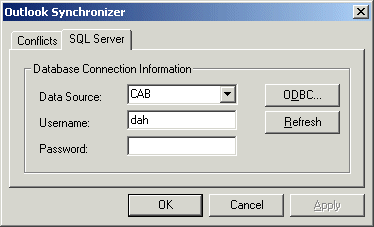 Outlook Synchronizer
Conflicts SQL Server
Database Connection Information
Data Source: CAB ODBC...
Username: dah Refresh
Password:
OK Cancel Apply